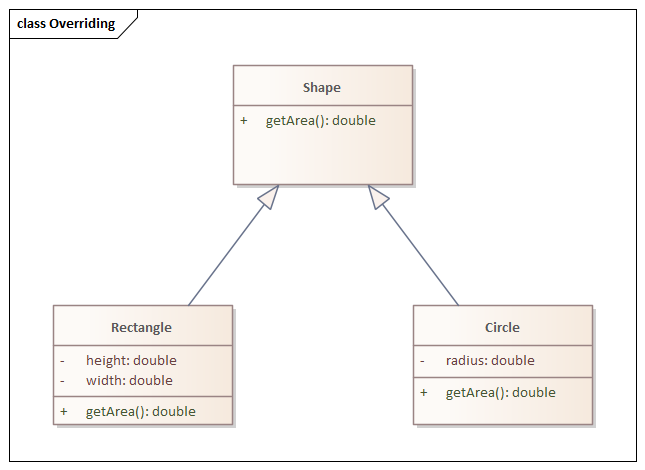 class Overriding
Shape
+ getArea(): double
Rectangle
- height: double
- width: double
+ getArea(): double
Circle
- radius: double
+ getArea(): double